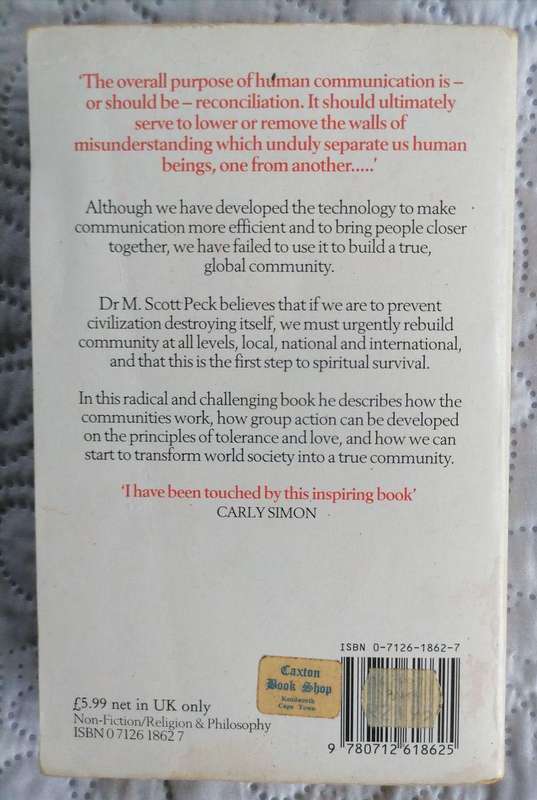 ‘The overall purpose of human communication is –
or should be – reconciliation. It should ultimately
serve to lower or remove the walls of
misunderstanding which unduly separate us human
beings, one from another.....’
Although we have developed the technology to make
communication more efficient and to bring people closer
together, we have failed to use it to build a true,
global community.
Dr M. Scott Peck believes that if we are to prevent
civilization destroying itself, we must urgently rebuild
community at all levels, local, national and international,
and that this is the first step to spiritual survival.
In this radical and challenging book he describes how the
communities work, how group action can be developed
on the principles of tolerance and love, and how we can
start to transform world society into a true community.
‘I have been touched by this inspiring book’
CARLY SIMON
ISBN 0-7126-1862-7
Caxton
Book Shop
Kenilworth
Cape Town
£5.99 net in UK only
Non-Fiction/Religion & Philosophy
ISBN 0 7126 1862 7
9 780712 618625